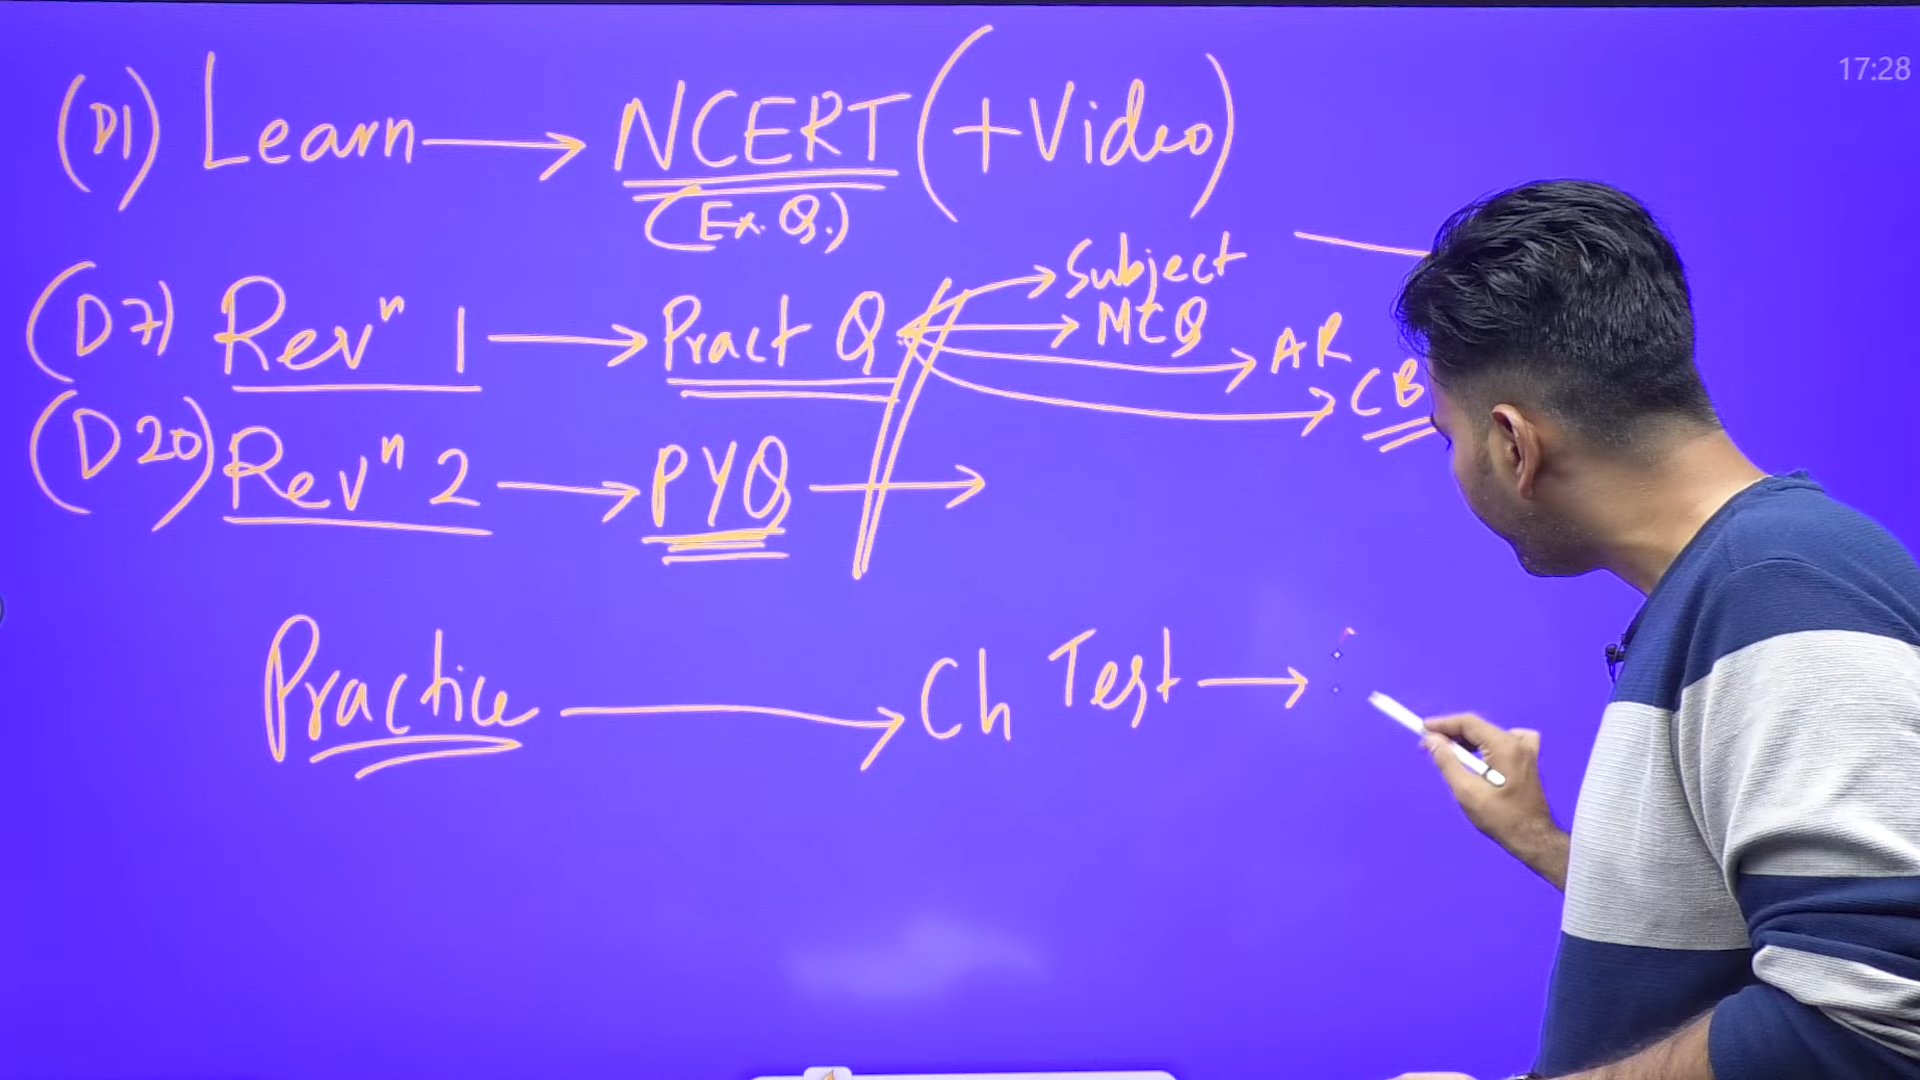 17:28
(D1) Learn → NCERT (+Video)
(Ex. Q.)
(D7) Revⁿ 1 → Pract Q → Subject
→ MCQ
→ AR
→ CB
(D20) Revⁿ 2 → PYQ →
Practice → Ch Test →